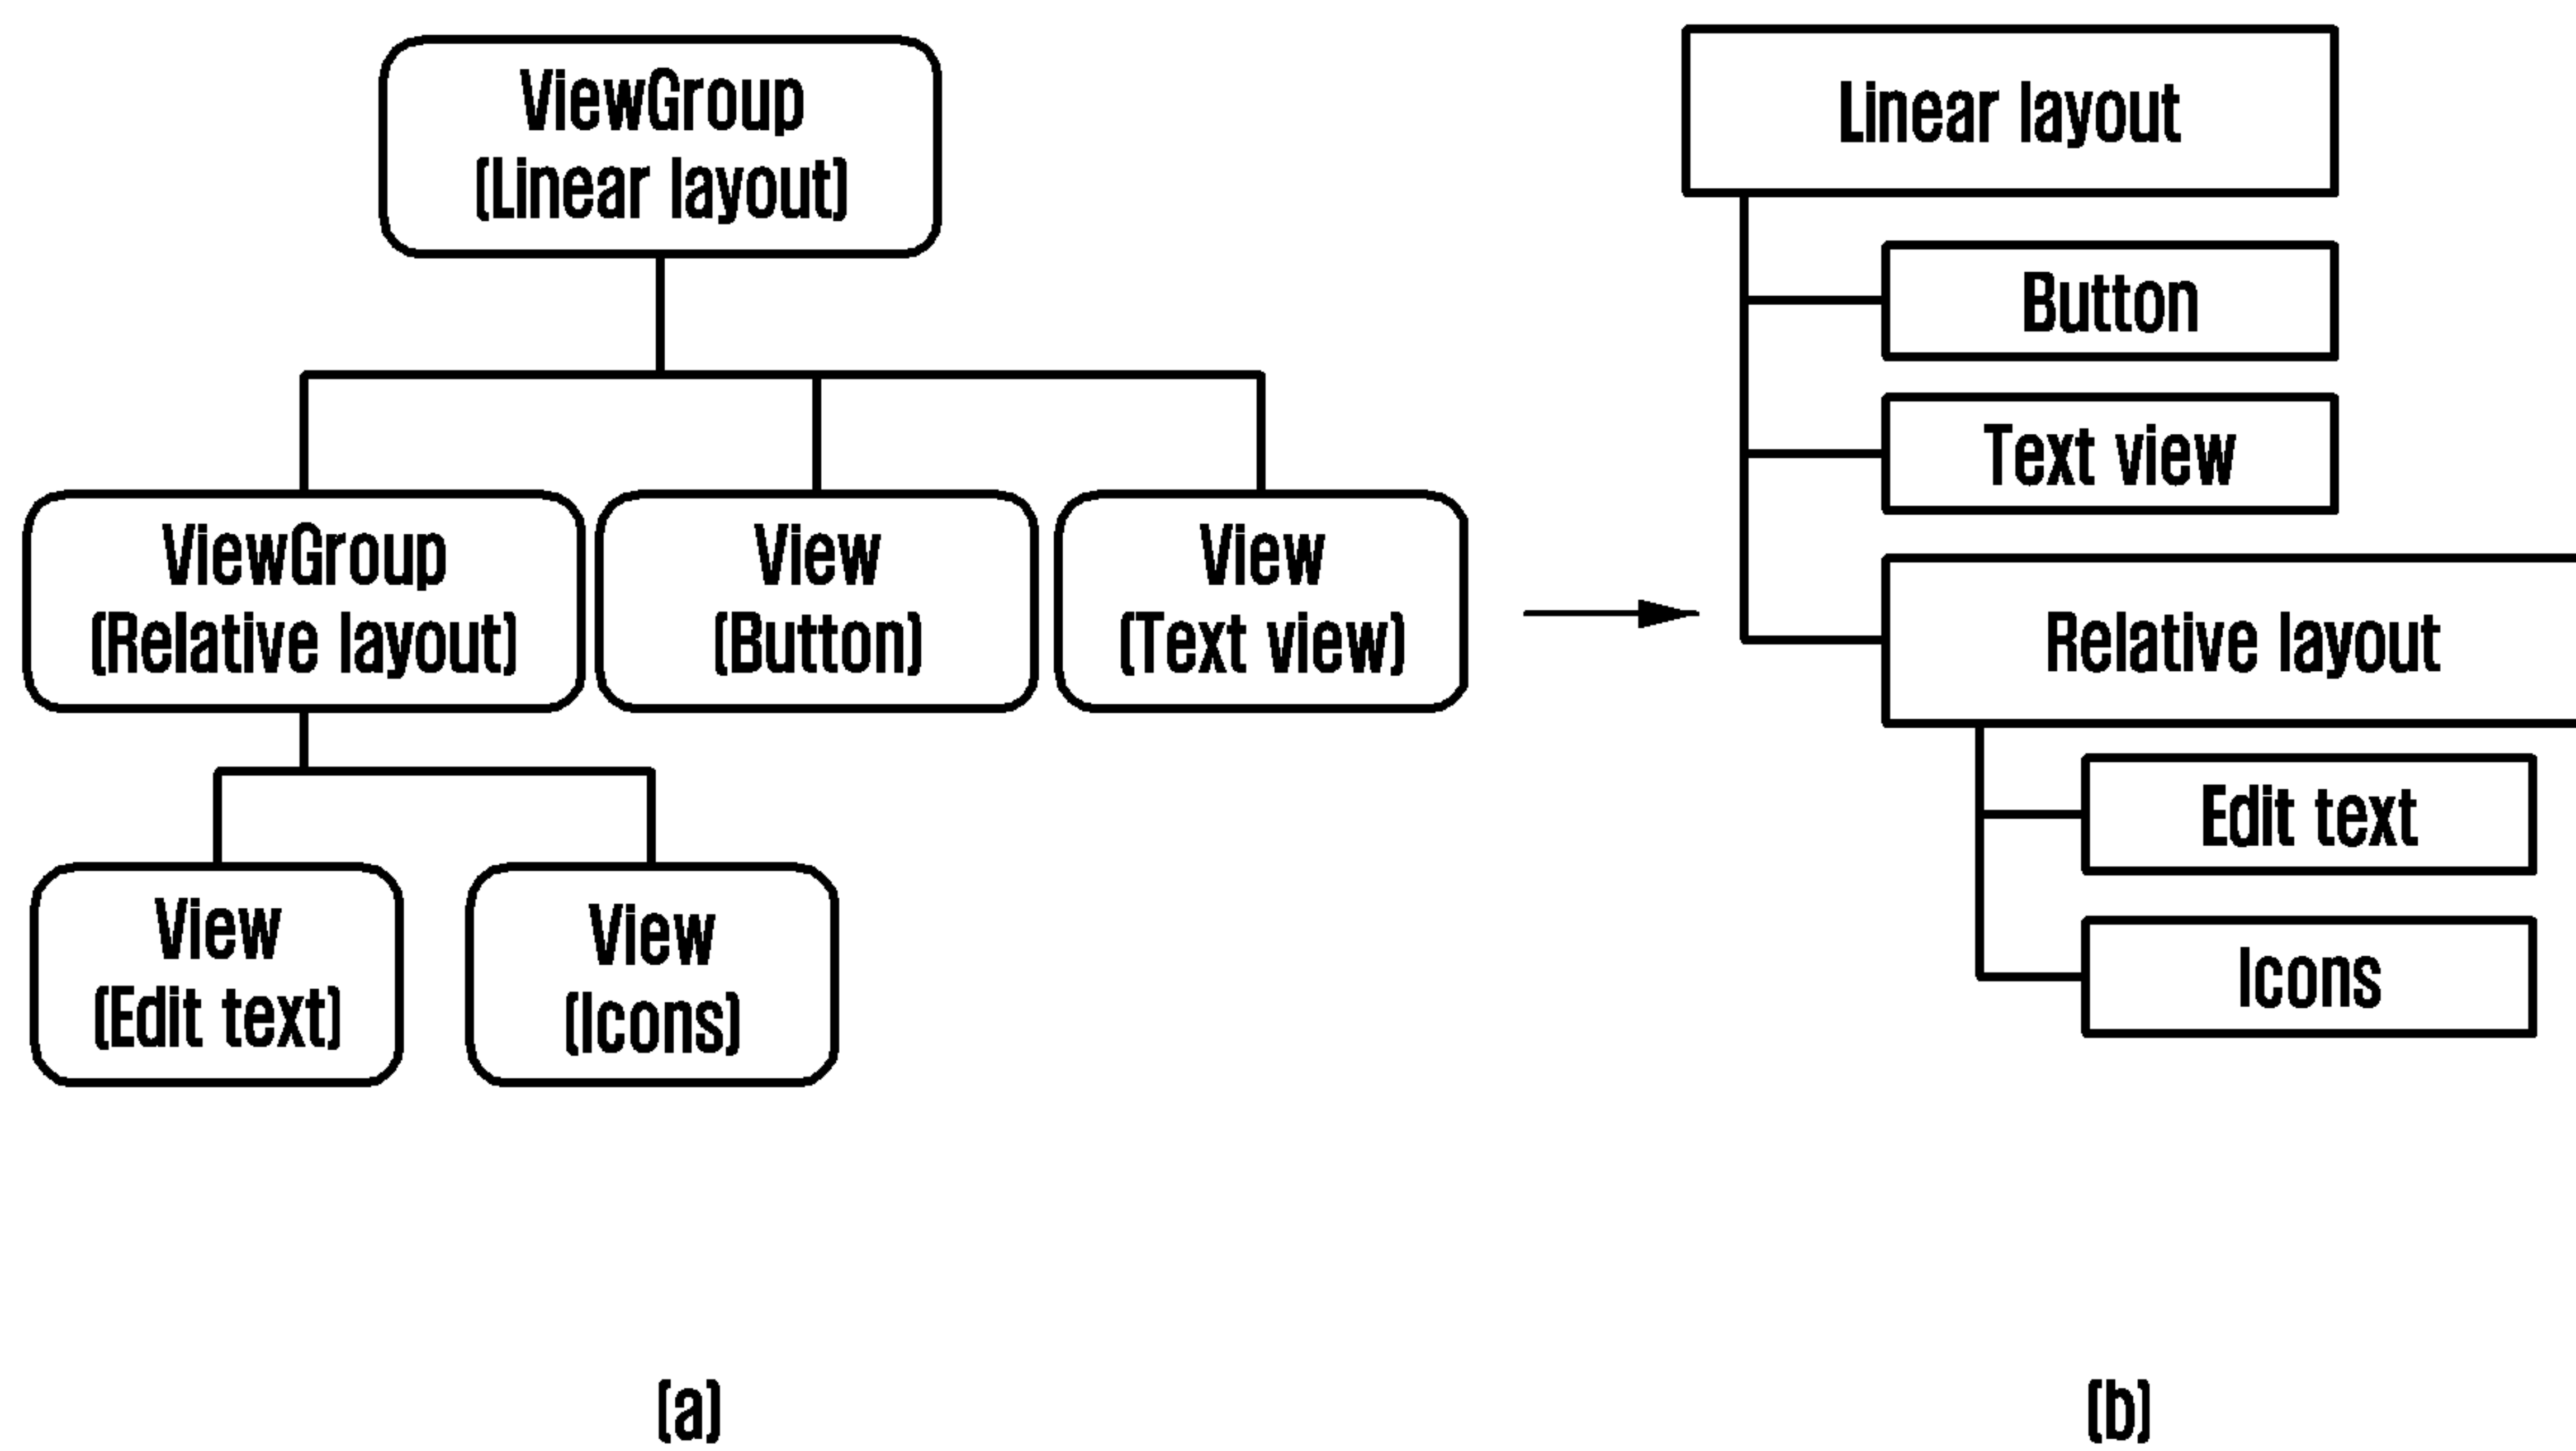 ViewGroup
(Linear layout)
ViewGroup
(Relative layout)
View
(Button)
View
(Text view)
View
(Edit text)
View
(Icons)
(a)
Linear layout
Button
Text view
Relative layout
Edit text
Icons
(b)